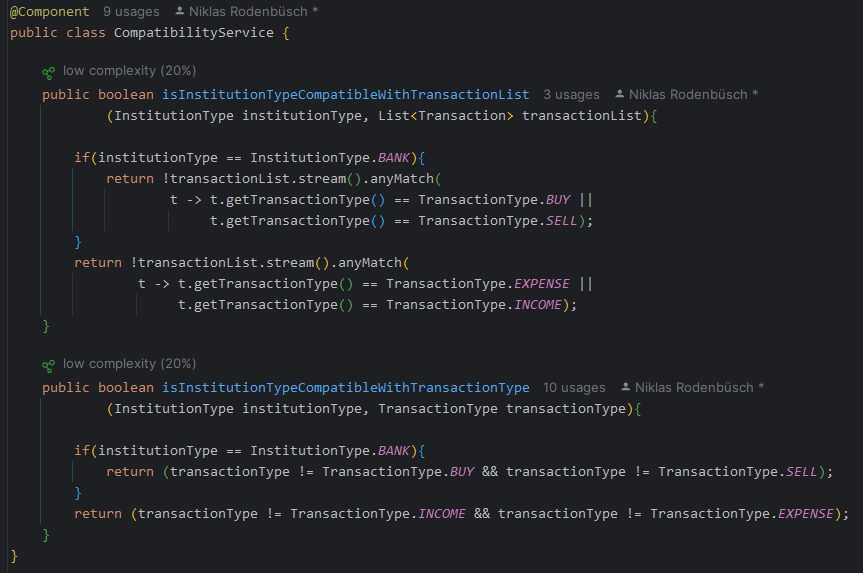 @Component 9 usages Niklas Rodenbüsch *
public class CompatibilityService {
low complexity (20%)
public boolean isInstitutionTypeCompatibleWithTransactionList 3 usages Niklas Rodenbüsch *
(InstitutionType institutionType, List<Transaction> transactionList){
if(institutionType == InstitutionType.BANK){
return !transactionList.stream().anyMatch(
t -> t.getTransactionType() == TransactionType.BUY ||
t.getTransactionType() == TransactionType.SELL);
}
return !transactionList.stream().anyMatch(
t -> t.getTransactionType() == TransactionType.EXPENSE ||
t.getTransactionType() == TransactionType.INCOME);
}
low complexity (20%)
public boolean isInstitutionTypeCompatibleWithTransactionType 10 usages Niklas Rodenbüsch *
(InstitutionType institutionType, TransactionType transactionType){
if(institutionType == InstitutionType.BANK){
return (transactionType != TransactionType.BUY && transactionType != TransactionType.SELL);
}
return (transactionType != TransactionType.INCOME && transactionType != TransactionType.EXPENSE);
}
}